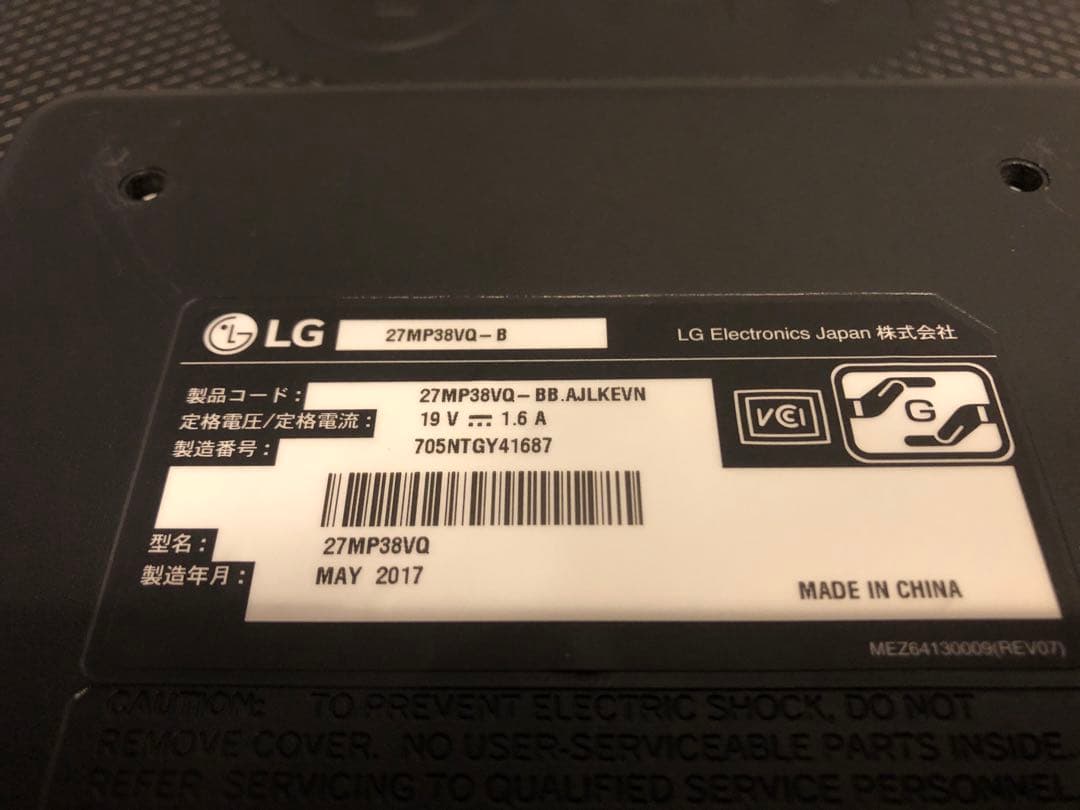 LG 27MP38VQ-B LG Electronics Japan 株式会社
製品コード: 27MP38VQ-BB.AJLKEVN
定格電圧/定格電流: 19 V ⎓ 1.6 A
製造番号: 705NTGY41687
VCCI
G
型名: 27MP38VQ
製造年月: MAY 2017
MADE IN CHINA
MEZ64130009(REV07)
CAUTION: TO PREVENT ELECTRIC SHOCK, DO NOT
REMOVE COVER. NO USER-SERVICEABLE PARTS INSIDE.
REFER SERVICING TO QUALIFIED SERVICE PERSONNEL.